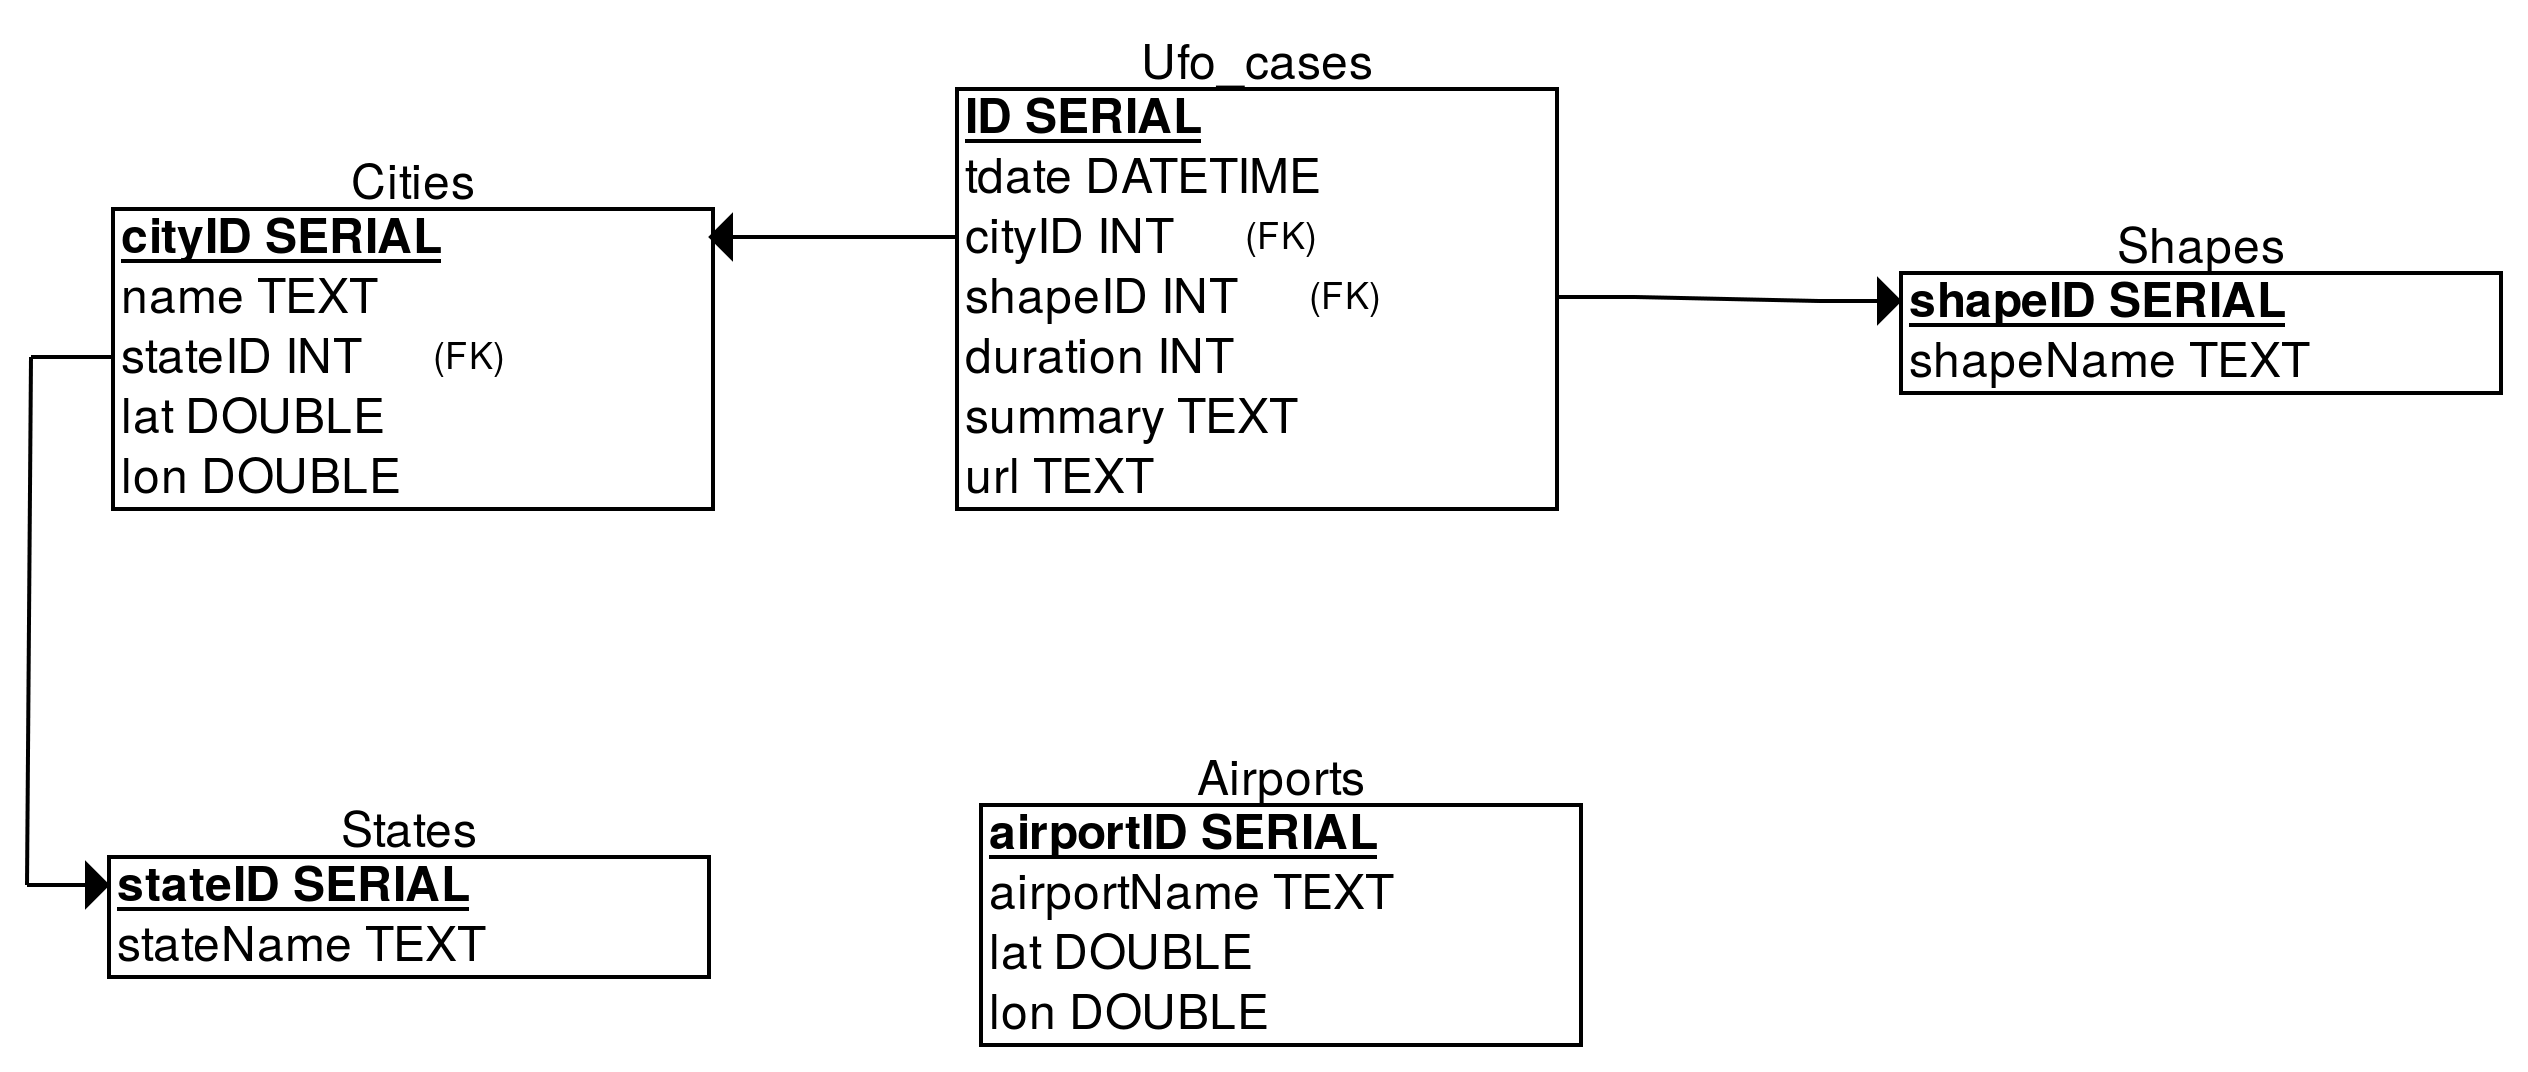 Ufo_cases
ID SERIAL
tdate DATETIME
cityID INT (FK)
shapeID INT (FK)
duration INT
summary TEXT
url TEXT
Cities
cityID SERIAL
name TEXT
stateID INT (FK)
lat DOUBLE
lon DOUBLE
Shapes
shapeID SERIAL
shapeName TEXT
States
stateID SERIAL
stateName TEXT
Airports
airportID SERIAL
airportName TEXT
lat DOUBLE
lon DOUBLE